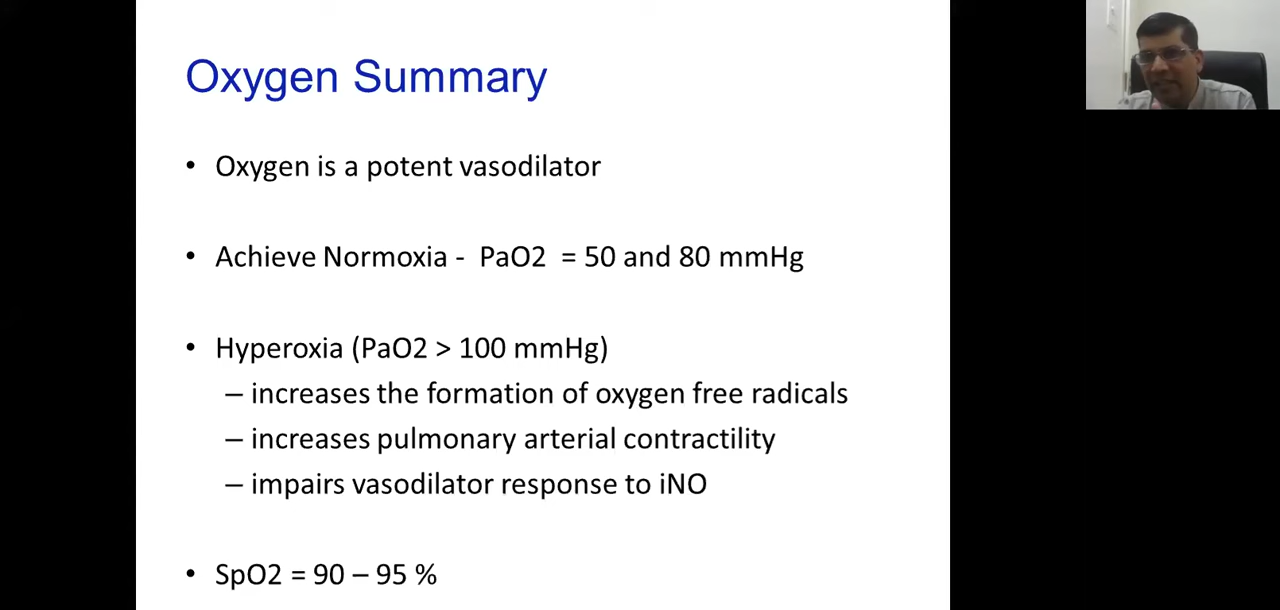 Oxygen Summary
• Oxygen is a potent vasodilator
• Achieve Normoxia - PaO2 = 50 and 80 mmHg
• Hyperoxia (PaO2 > 100 mmHg)
– increases the formation of oxygen free radicals
– increases pulmonary arterial contractility
– impairs vasodilator response to iNO
• SpO2 = 90 – 95 %